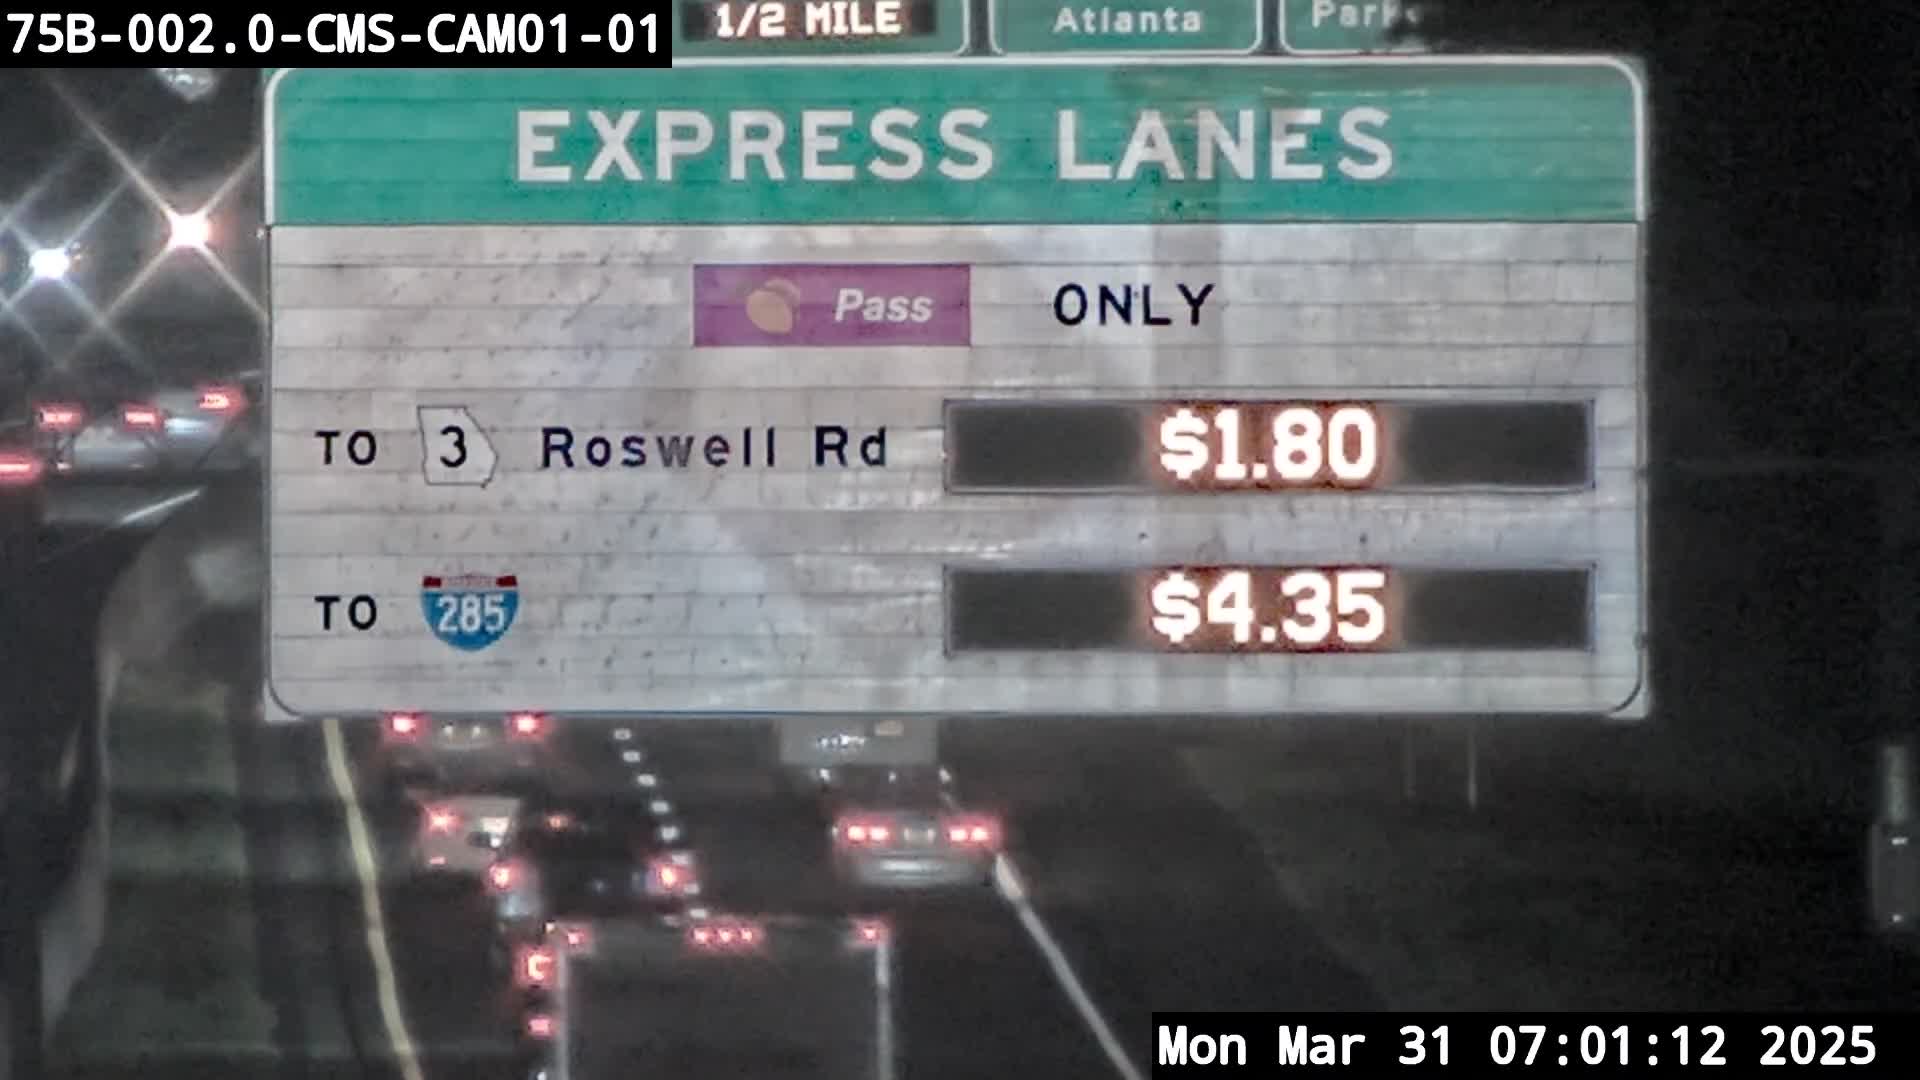 75B-002.0-CMS-CAM01-01
1/2 MILE
Atlanta
EXPRESS LANES
Pass ONLY
TO 3 Roswell Rd $1.80
TO 285 $4.35
Mon Mar 31 07:01:12 2025